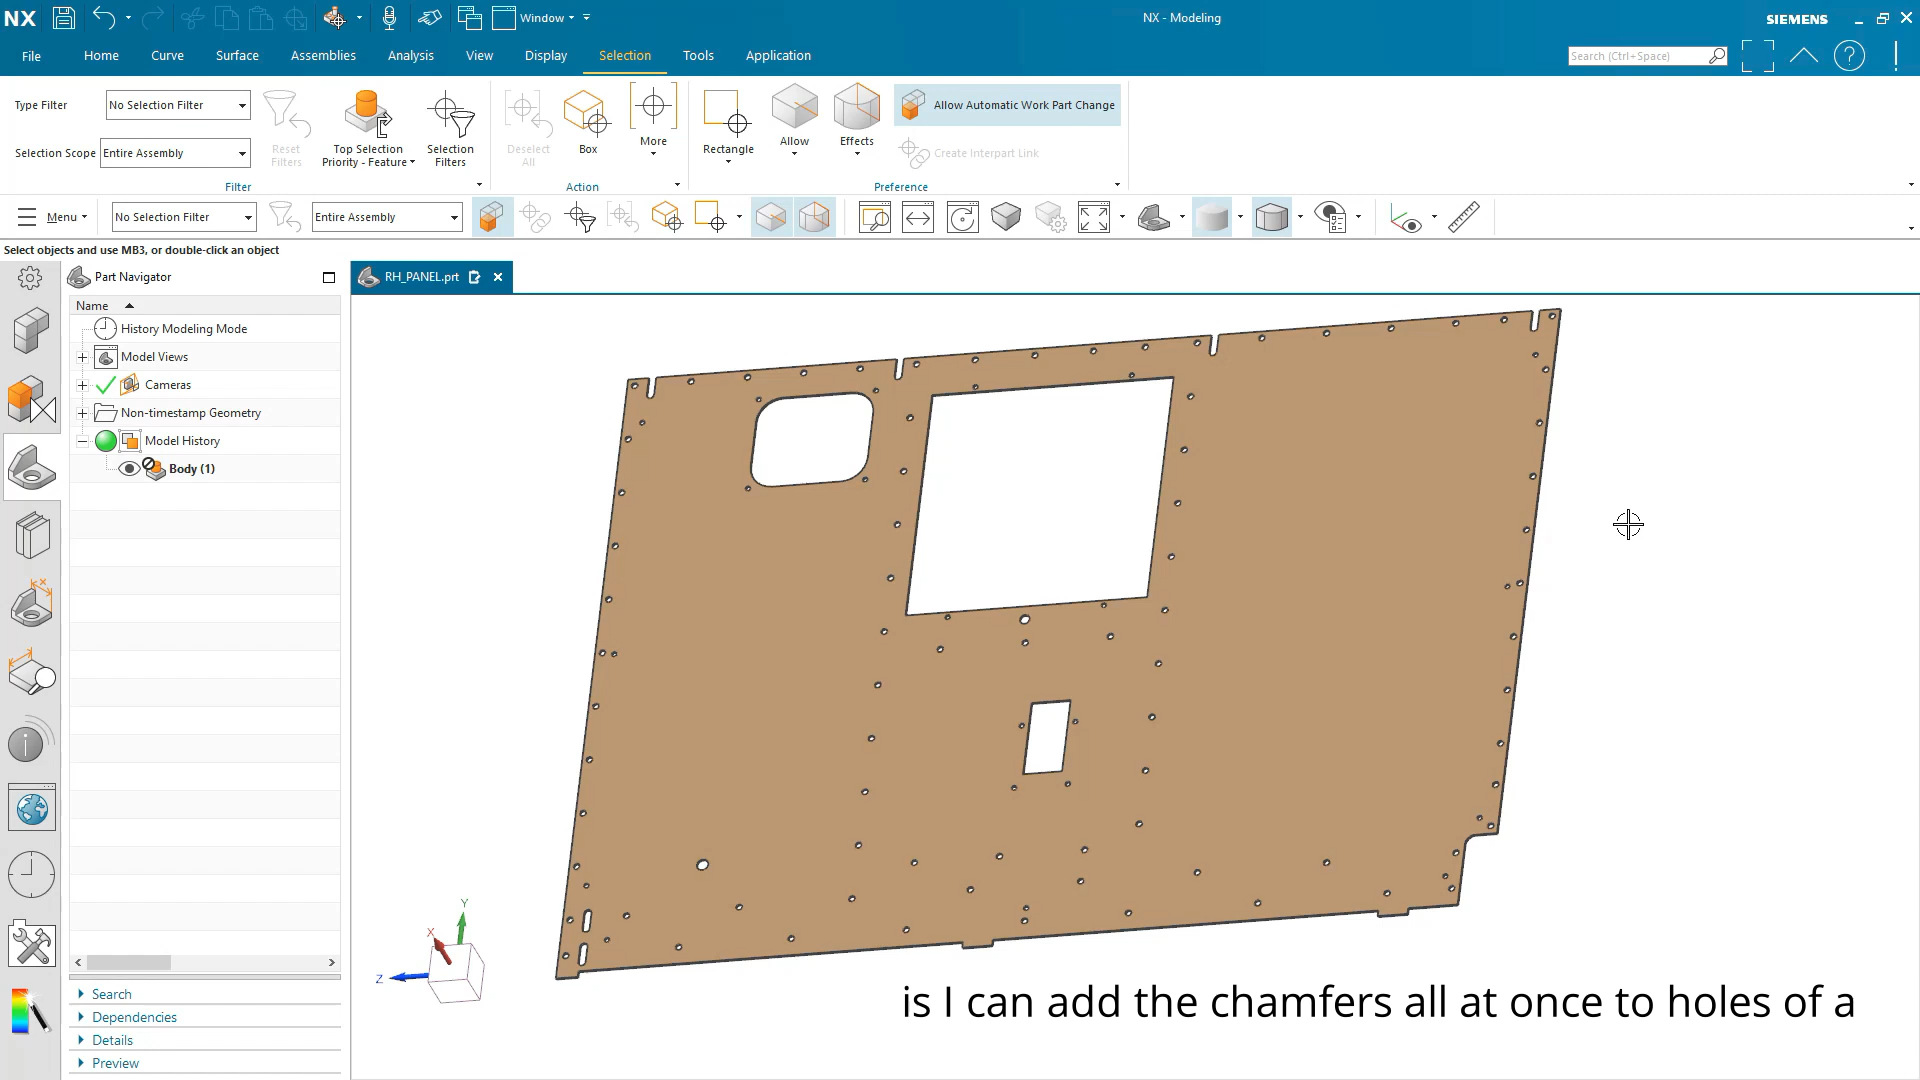 NX
Window
NX - Modeling
SIEMENS
File
Home
Curve
Surface
Assemblies
Analysis
View
Display
Selection
Tools
Application
Search (Ctrl+Space)
Type Filter
No Selection Filter
Selection Scope
Entire Assembly
Reset
Filters
Top Selection
Priority - Feature
Selection
Filters
Deselect
All
Box
More
Rectangle
Allow
Effects
Allow Automatic Work Part Change
Create Interpart Link
Filter
Action
Preference
Menu
No Selection Filter
Entire Assembly
Select objects and use MB3, or double-click an object
Part Navigator
RH_PANEL.prt
Name
History Modeling Mode
Model Views
Cameras
Non-timestamp Geometry
Model History
Body (1)
Y
X
Z
Search
Dependencies
Details
Preview
is I can add the chamfers all at once to holes of a